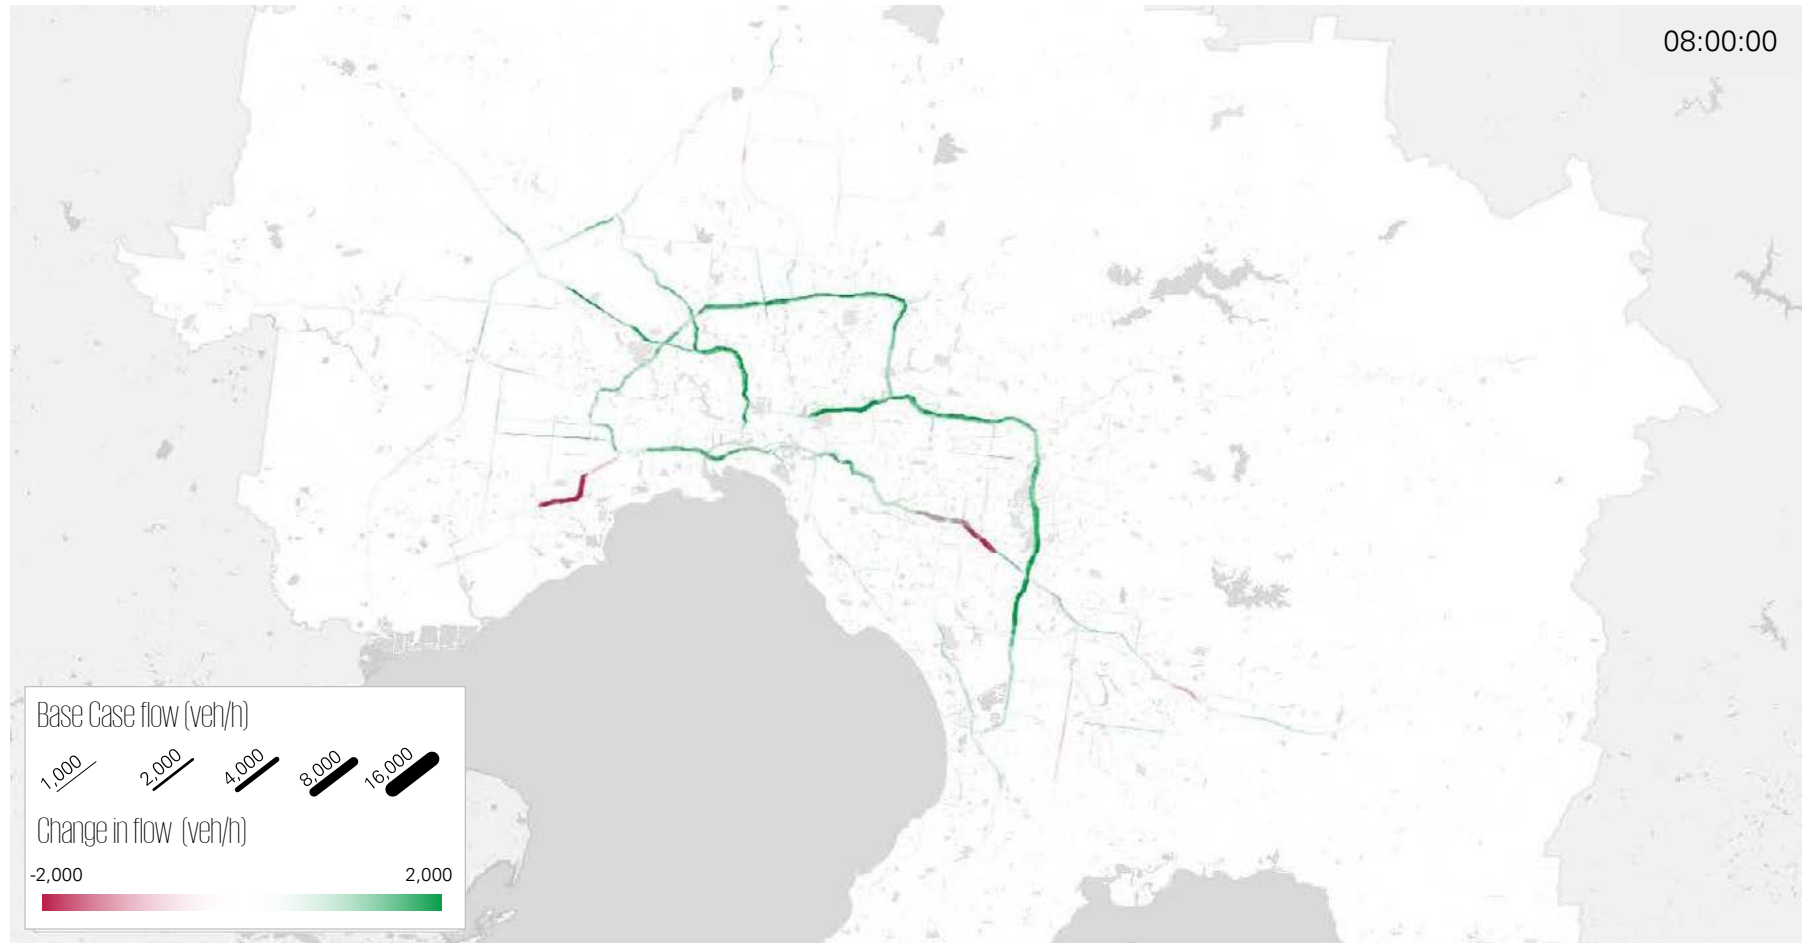 08:00:00
Base Case flow (veh/h)
1,000 2,000 4,000 8,000 16,000
Change in flow (veh/h)
-2,000 2,000